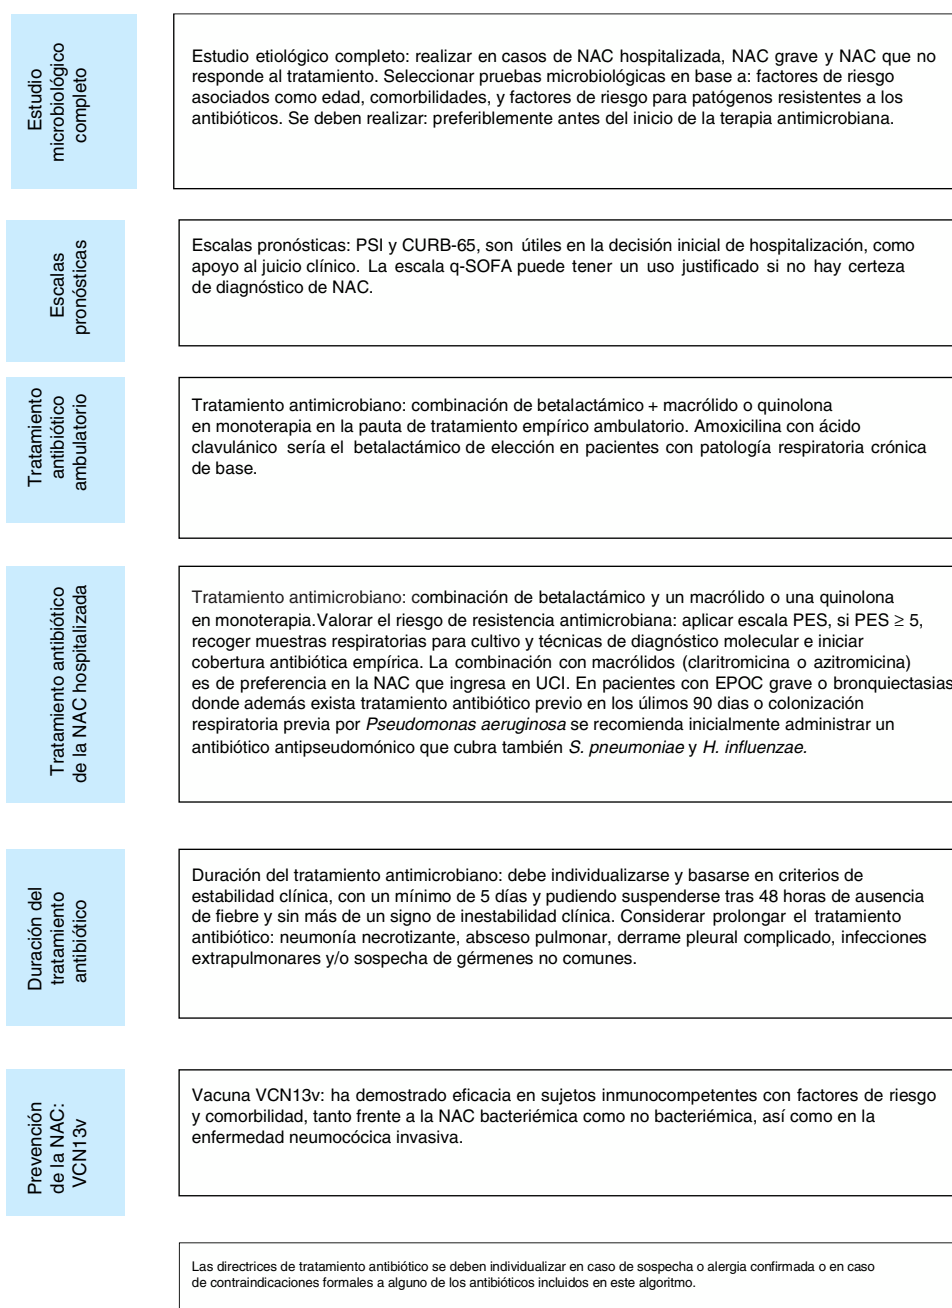 Estudio
microbiológico
completo
Estudio etiológico completo: realizar en casos de NAC hospitalizada, NAC grave y NAC que no
responde al tratamiento. Seleccionar pruebas microbiológicas en base a: factores de riesgo
asociados como edad, comorbilidades, y factores de riesgo para patógenos resistentes a los
antibióticos. Se deben realizar: preferiblemente antes del inicio de la terapia antimicrobiana.
Escalas
pronósticas
Escalas pronósticas: PSI y CURB-65, son útiles en la decisión inicial de hospitalización, como
apoyo al juicio clínico. La escala q-SOFA puede tener un uso justificado si no hay certeza
de diagnóstico de NAC.
Tratamiento
antibiótico
ambulatorio
Tratamiento antimicrobiano: combinación de betalactámico + macrólido o quinolona
en monoterapia en la pauta de tratamiento empírico ambulatorio. Amoxicilina con ácido
clavulánico sería el betalactámico de elección en pacientes con patología respiratoria crónica
de base.
Tratamiento antibiótico
de la NAC hospitalizada
Tratamiento antimicrobiano: combinación de betalactámico y un macrólido o una quinolona
en monoterapia.Valorar el riesgo de resistencia antimicrobiana: aplicar escala PES, si PES ≥ 5,
recoger muestras respiratorias para cultivo y técnicas de diagnóstico molecular e iniciar
cobertura antibiótica empírica. La combinación con macrólidos (claritromicina o azitromicina)
es de preferencia en la NAC que ingresa en UCI. En pacientes con EPOC grave o bronquiectasias
donde además exista tratamiento antibiótico previo en los úlimos 90 dias o colonización
respiratoria previa por Pseudomonas aeruginosa se recomienda inicialmente administrar un
antibiótico antipseudomónico que cubra también S. pneumoniae y H. influenzae.
Duración del
tratamiento
antibiótico
Duración del tratamiento antimicrobiano: debe individualizarse y basarse en criterios de
estabilidad clínica, con un mínimo de 5 días y pudiendo suspenderse tras 48 horas de ausencia
de fiebre y sin más de un signo de inestabilidad clínica. Considerar prolongar el tratamiento
antibiótico: neumonía necrotizante, absceso pulmonar, derrame pleural complicado, infecciones
extrapulmonares y/o sospecha de gérmenes no comunes.
Prevención
de la NAC:
VCN13v
Vacuna VCN13v: ha demostrado eficacia en sujetos inmunocompetentes con factores de riesgo
y comorbilidad, tanto frente a la NAC bacteriémica como no bacteriémica, así como en la
enfermedad neumocócica invasiva.
Las directrices de tratamiento antibiótico se deben individualizar en caso de sospecha o alergia confirmada o en caso
de contraindicaciones formales a alguno de los antibióticos incluidos en este algoritmo.